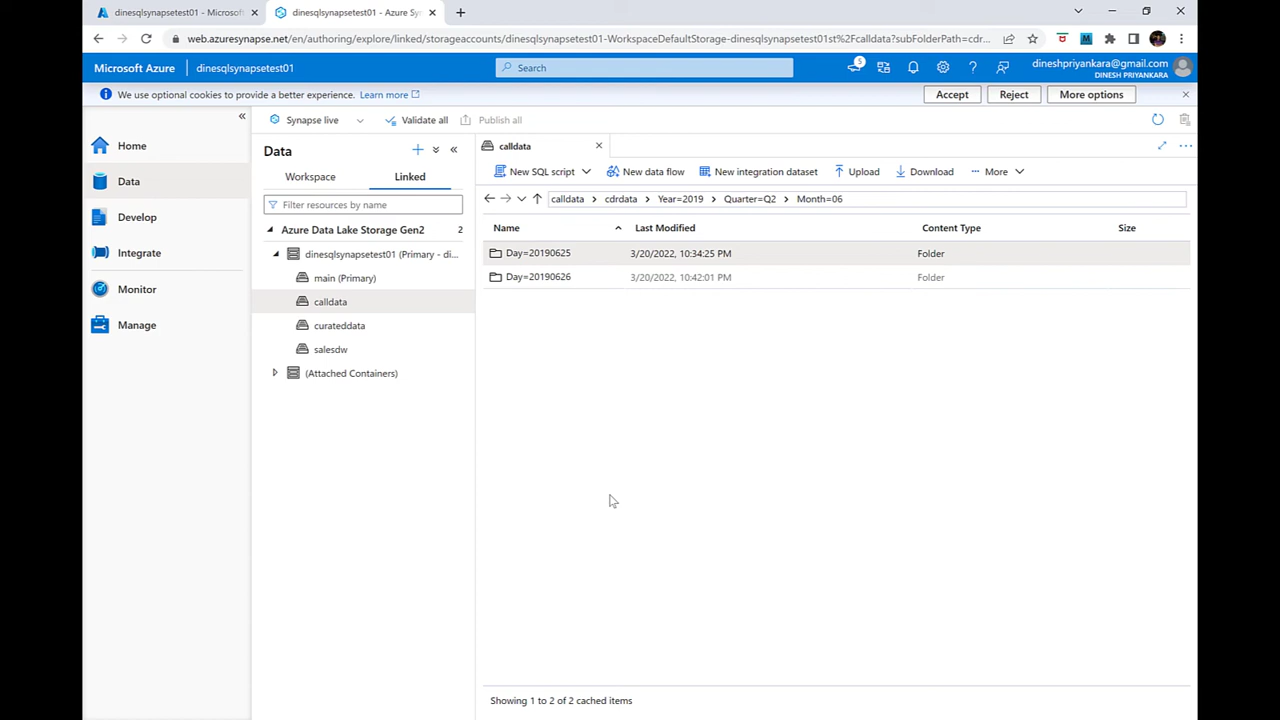 dinesqlsynapsetest01 - Microsof
dinesqlsynapsetest01 - Azure Sy
web.azuresynapse.net/en/authoring/explore/linked/storageaccounts/dinesqlsynapsetest01-WorkspaceDefaultStorage-dinesqlsynapsetest01st%2Fcalldata?subFolderPath=cdr...
Microsoft Azure
dinesqlsynapsetest01
Search
5
dineshpriyankara@gmail.com
DINESH PRIYANKARA
We use optional cookies to provide a better experience. Learn more
Accept
Reject
More options
Synapse live
Validate all
Publish all
Home
Data
Develop
Integrate
Monitor
Manage
Data
Workspace
Linked
Filter resources by name
Azure Data Lake Storage Gen2 2
dinesqlsynapsetest01 (Primary - di...
main (Primary)
calldata
curateddata
salesdw
(Attached Containers)
calldata
New SQL script
New data flow
New integration dataset
Upload
Download
More
calldata > cdrdata > Year=2019 > Quarter=Q2 > Month=06
Name Last Modified Content Type Size
Day=20190625 3/20/2022, 10:34:25 PM Folder
Day=20190626 3/20/2022, 10:42:01 PM Folder
Showing 1 to 2 of 2 cached items